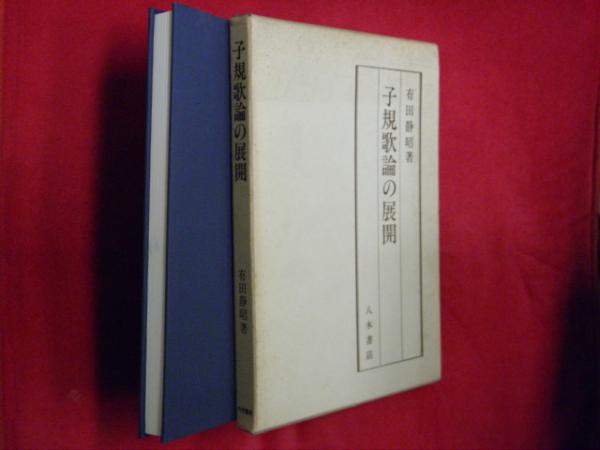 子規歌論の展開
有田静昭著
有田静昭著
子規歌論の展開
八木書店